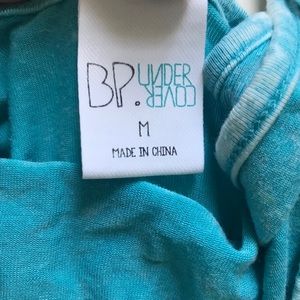 BP. UNDER
COVER
M
MADE IN CHINA